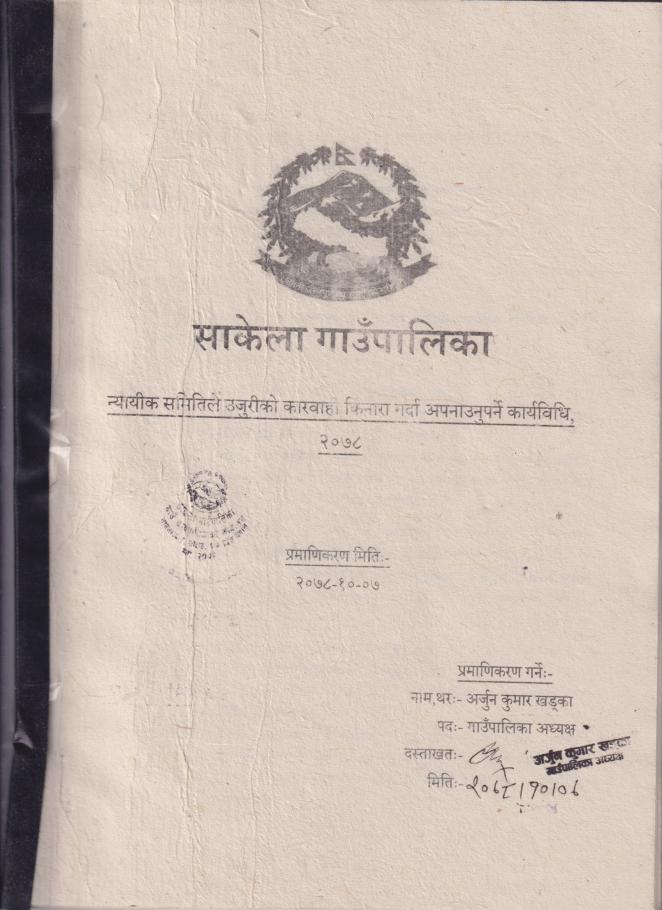 साकेला गाउँपालिका
न्यायीक समितिले उजुरीको कारवाही किनारा गर्दा अपनाउनुपर्ने कार्यविधि,
२०७८
प्रमाणिकरण मितिः-
२०७८-१०-०७
प्रमाणिकरण गर्नेः-
नाम,थरः- अर्जुन कुमार खड्का
पदः- गाउँपालिका अध्यक्ष
दस्ताखतः-
अर्जुन कुमार खड्का
गाउँपालिका अध्यक्ष
मितिः-